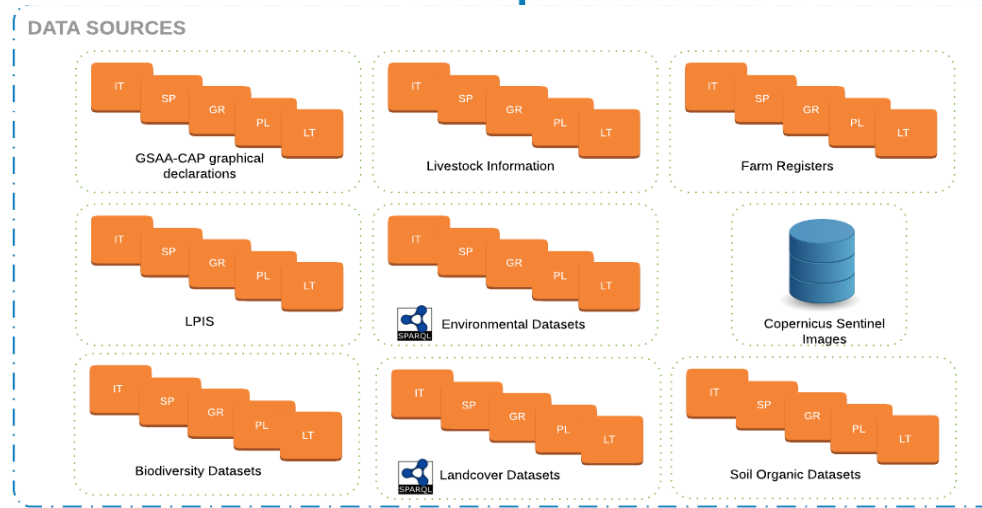 DATA SOURCES
IT SP GR PL LT
GSAA-CAP graphical
declarations
IT SP GR PL LT
Livestock Information
IT SP GR PL LT
Farm Registers
IT SP GR PL LT
LPIS
IT SP GR PL LT
SPARQL
Environmental Datasets
Copernicus Sentinel
Images
IT SP GR PL LT
Biodiversity Datasets
IT SP GR PL LT
SPARQL
Landcover Datasets
IT SP GR PL LT
Soil Organic Datasets